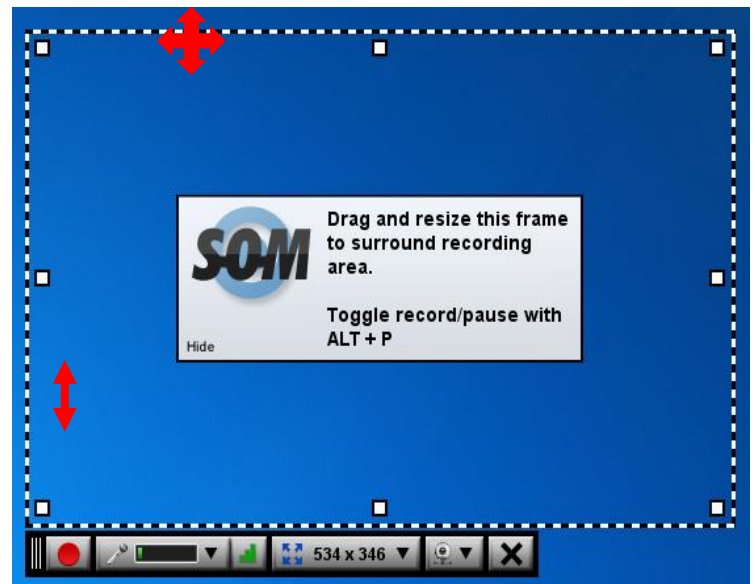 SOM
Drag and resize this frame
to surround recording
area.
Toggle record/pause with
ALT + P
Hide
534 x 346